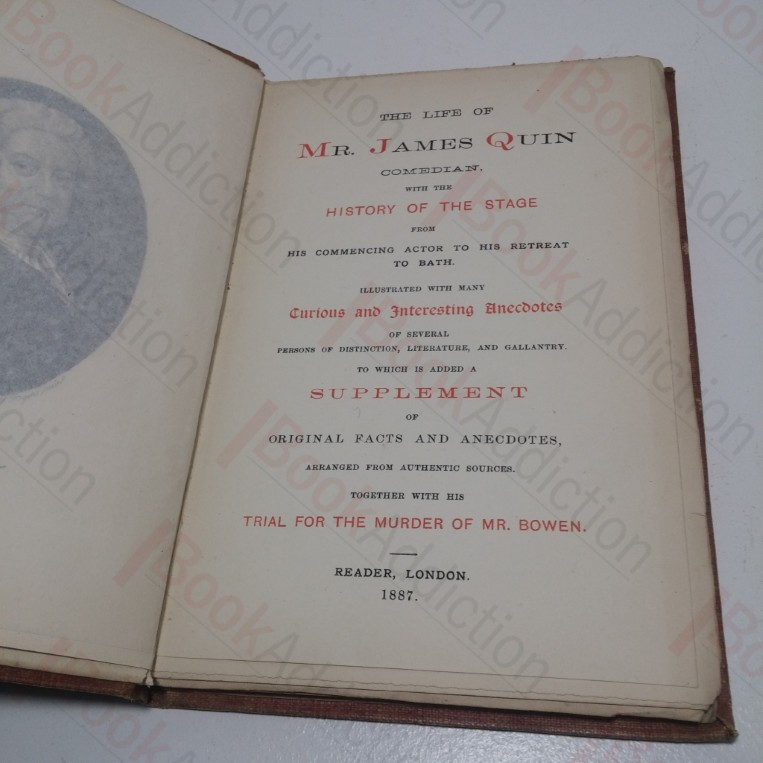 THE LIFE OF
MR. JAMES QUIN
COMEDIAN.
WITH THE
HISTORY OF THE STAGE
FROM
HIS COMMENCING ACTOR TO HIS RETREAT
TO BATH.
ILLUSTRATED WITH MANY
Curious and Interesting Anecdotes
OF SEVERAL
PERSONS OF DISTINCTION, LITERATURE, AND GALLANTRY.
TO WHICH IS ADDED A
SUPPLEMENT
OF
ORIGINAL FACTS AND ANECDOTES,
ARRANGED FROM AUTHENTIC SOURCES.
TOGETHER WITH HIS
TRIAL FOR THE MURDER OF MR. BOWEN.
READER, LONDON.
1887.
BookAddiction